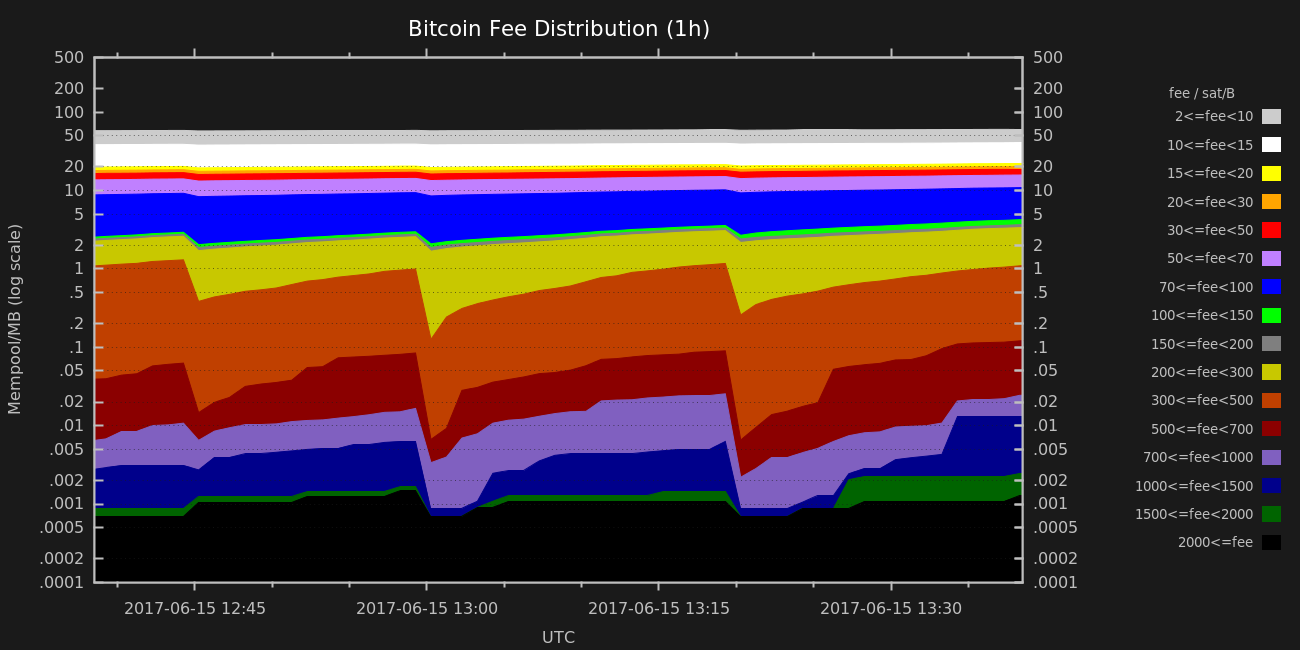 Bitcoin Fee Distribution (1h)
Mempool/MB (log scale)
500
200
100
50
20
10
5
2
1
.5
.2
.1
.05
.02
.01
.005
.002
.001
.0005
.0002
.0001
500
200
100
50
20
10
5
2
1
.5
.2
.1
.05
.02
.01
.005
.002
.001
.0005
.0002
.0001
2017-06-15 12:45
2017-06-15 13:00
2017-06-15 13:15
2017-06-15 13:30
UTC
fee / sat/B
2<=fee<10
10<=fee<15
15<=fee<20
20<=fee<30
30<=fee<50
50<=fee<70
70<=fee<100
100<=fee<150
150<=fee<200
200<=fee<300
300<=fee<500
500<=fee<700
700<=fee<1000
1000<=fee<1500
1500<=fee<2000
2000<=fee